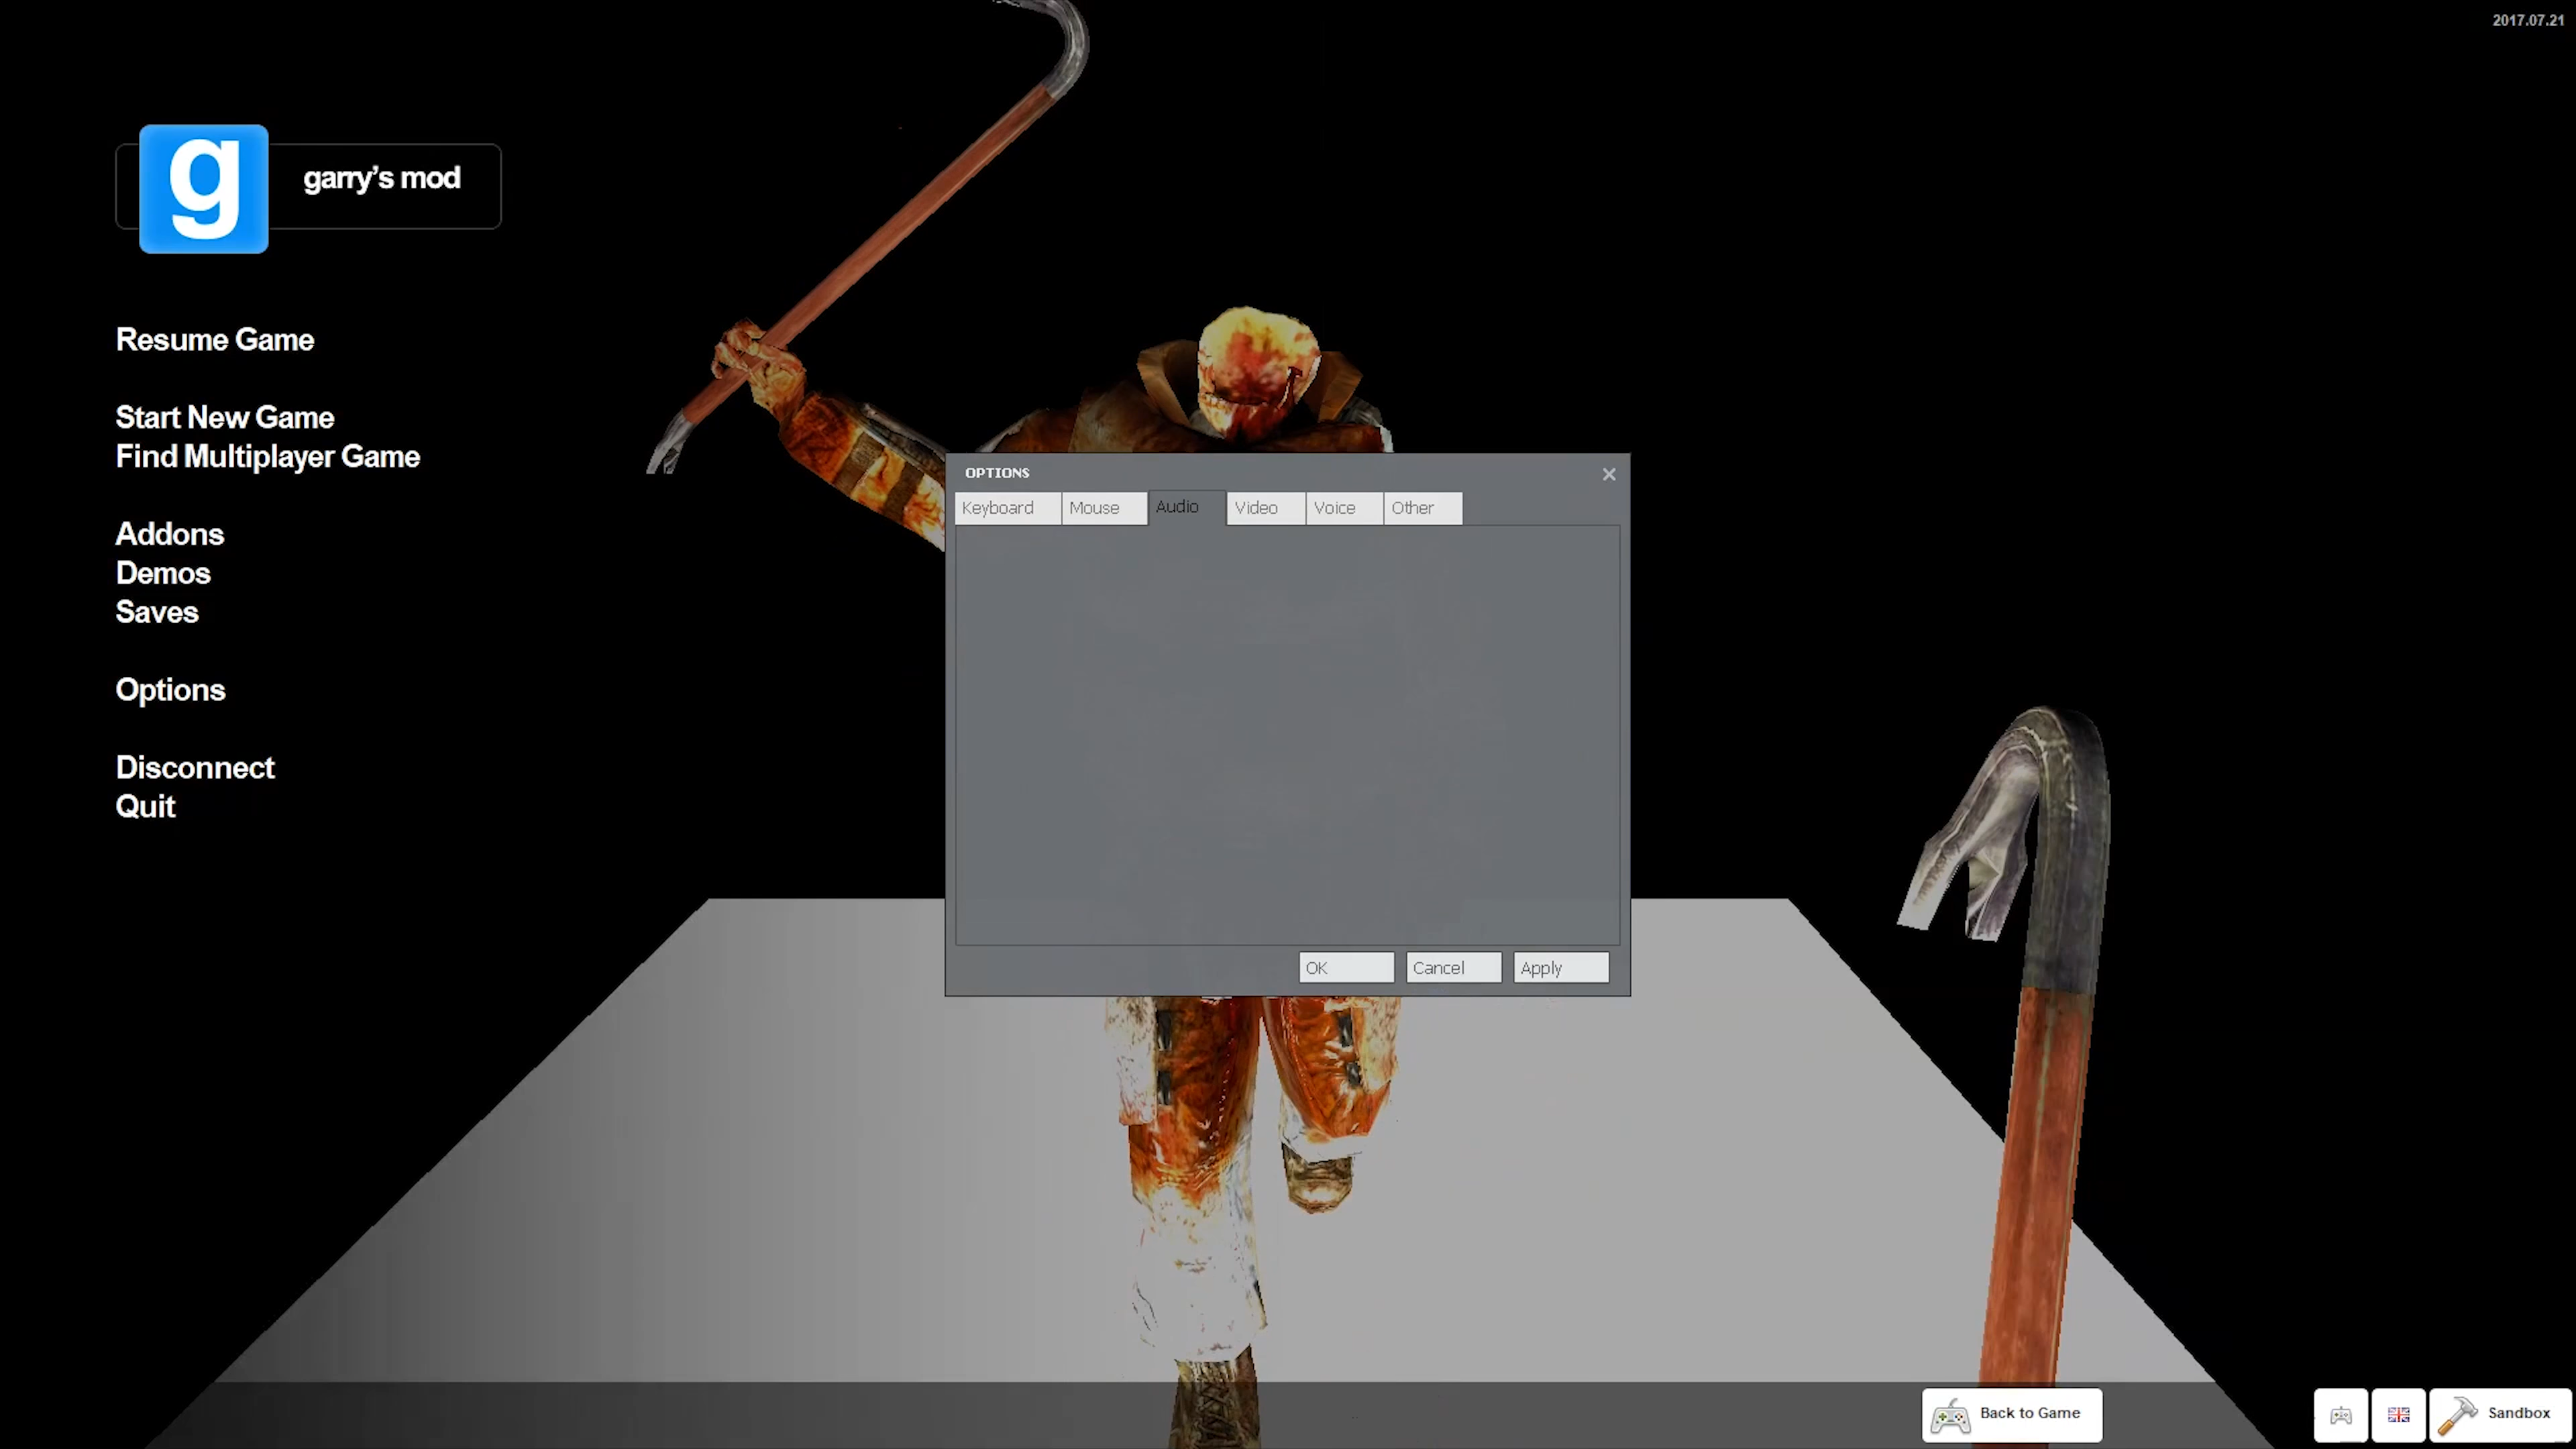 2017.07.21
g
garry's mod
Resume Game
Start New Game
Find Multiplayer Game
Addons
Demos
Saves
Options
Disconnect
Quit
OPTIONS
Keyboard Mouse Audio Video Voice Other
OK Cancel Apply
Back to Game
Sandbox